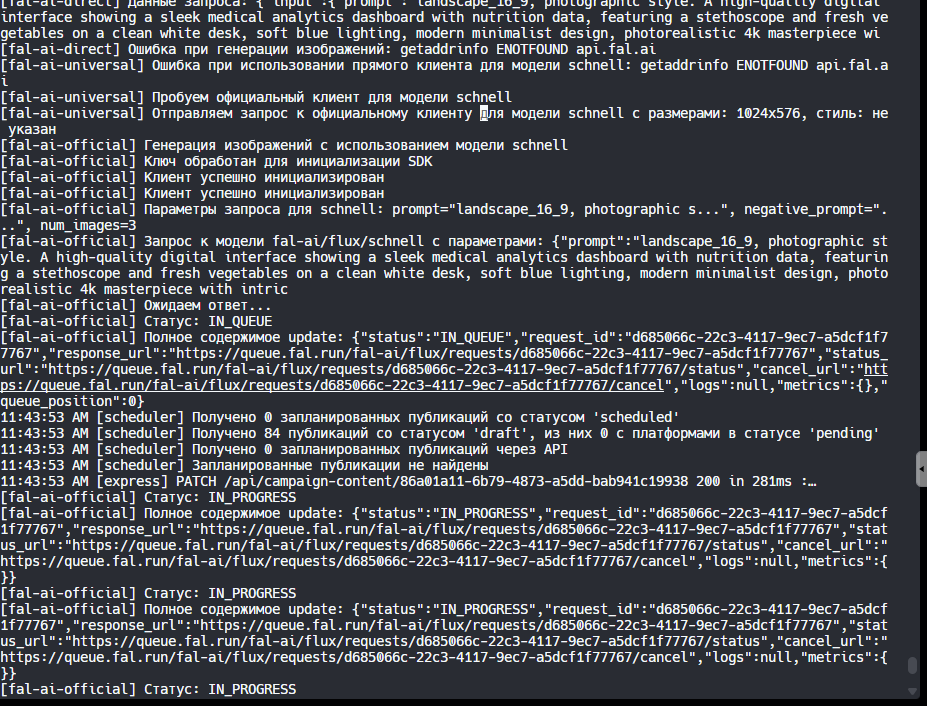 [fal-ai-direct] Данные запроса: { "input":{"prompt":"landscape_16_9, photographic style. A high-quality digital
interface showing a sleek medical analytics dashboard with nutrition data, featuring a stethoscope and fresh ve
getables on a clean white desk, soft blue lighting, modern minimalist design, photorealistic 4k masterpiece wi
[fal-ai-direct] Ошибка при генерации изображений: getaddrinfo ENOTFOUND api.fal.ai
[fal-ai-universal] Ошибка при использовании прямого клиента для модели schnell: getaddrinfo ENOTFOUND api.fal.a
i
[fal-ai-universal] Пробуем официальный клиент для модели schnell
[fal-ai-universal] Отправляем запрос к официальному клиенту для модели schnell с размерами: 1024x576, стиль: не
 указан
[fal-ai-official] Генерация изображений с использованием модели schnell
[fal-ai-official] Ключ обработан для инициализации SDK
[fal-ai-official] Клиент успешно инициализирован
[fal-ai-official] Клиент успешно инициализирован
[fal-ai-official] Параметры запроса для schnell: prompt="landscape_16_9, photographic s...", negative_prompt=".
..", num_images=3
[fal-ai-official] Запрос к модели fal-ai/flux/schnell с параметрами: {"prompt":"landscape_16_9, photographic st
yle. A high-quality digital interface showing a sleek medical analytics dashboard with nutrition data, featurin
g a stethoscope and fresh vegetables on a clean white desk, soft blue lighting, modern minimalist design, photo
realistic 4k masterpiece with intric
[fal-ai-official] Ожидаем ответ...
[fal-ai-official] Статус: IN_QUEUE
[fal-ai-official] Полное содержимое update: {"status":"IN_QUEUE","request_id":"d685066c-22c3-4117-9ec7-a5dcf1f7
7767","response_url":"https://queue.fal.run/fal-ai/flux/requests/d685066c-22c3-4117-9ec7-a5dcf1f77767","status_
url":"https://queue.fal.run/fal-ai/flux/requests/d685066c-22c3-4117-9ec7-a5dcf1f77767/status","cancel_url":"htt
ps://queue.fal.run/fal-ai/flux/requests/d685066c-22c3-4117-9ec7-a5dcf1f77767/cancel","logs":null,"metrics":{},"
queue_position":0}
11:43:53 AM [scheduler] Получено 0 запланированных публикаций со статусом 'scheduled'
11:43:53 AM [scheduler] Получено 84 публикаций со статусом 'draft', из них 0 с платформами в статусе 'pending'
11:43:53 AM [scheduler] Получено 0 запланированных публикаций через API
11:43:53 AM [scheduler] Запланированные публикации не найдены
11:43:53 AM [express] PATCH /api/campaign-content/86a01a11-6b79-4873-a5dd-bab941c19938 200 in 281ms :…
[fal-ai-official] Статус: IN_PROGRESS
[fal-ai-official] Полное содержимое update: {"status":"IN_PROGRESS","request_id":"d685066c-22c3-4117-9ec7-a5dcf
1f77767","response_url":"https://queue.fal.run/fal-ai/flux/requests/d685066c-22c3-4117-9ec7-a5dcf1f77767","stat
us_url":"https://queue.fal.run/fal-ai/flux/requests/d685066c-22c3-4117-9ec7-a5dcf1f77767/status","cancel_url":"
https://queue.fal.run/fal-ai/flux/requests/d685066c-22c3-4117-9ec7-a5dcf1f77767/cancel","logs":null,"metrics":{
}}
[fal-ai-official] Статус: IN_PROGRESS
[fal-ai-official] Полное содержимое update: {"status":"IN_PROGRESS","request_id":"d685066c-22c3-4117-9ec7-a5dcf
1f77767","response_url":"https://queue.fal.run/fal-ai/flux/requests/d685066c-22c3-4117-9ec7-a5dcf1f77767","stat
us_url":"https://queue.fal.run/fal-ai/flux/requests/d685066c-22c3-4117-9ec7-a5dcf1f77767/status","cancel_url":"
https://queue.fal.run/fal-ai/flux/requests/d685066c-22c3-4117-9ec7-a5dcf1f77767/cancel","logs":null,"metrics":{
}}
[fal-ai-official] Статус: IN_PROGRESS